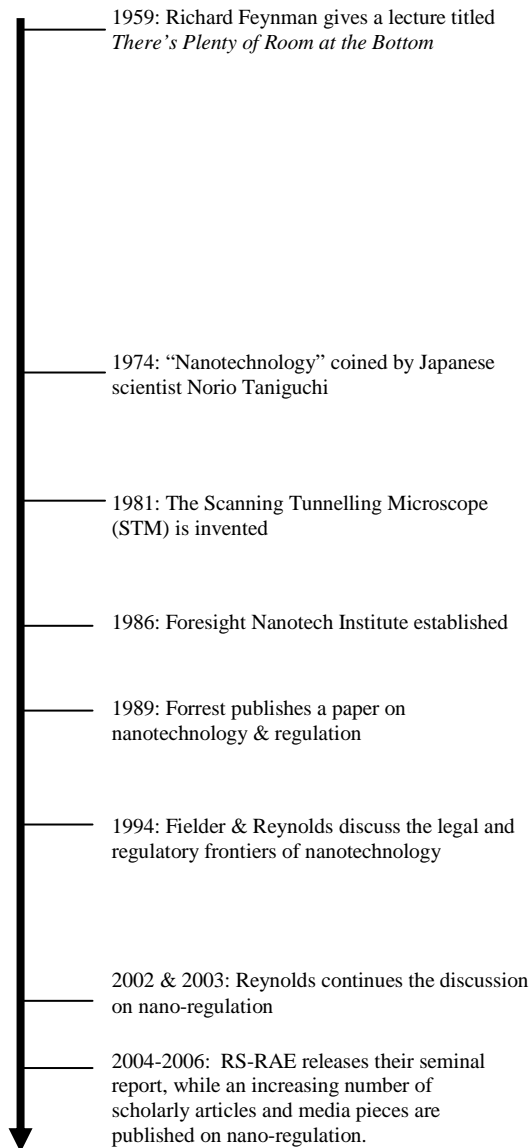 1959: Richard Feynman gives a lecture titled
There's Plenty of Room at the Bottom
1974: “Nanotechnology” coined by Japanese
scientist Norio Taniguchi
1981: The Scanning Tunnelling Microscope
(STM) is invented
1986: Foresight Nanotech Institute established
1989: Forrest publishes a paper on
nanotechnology & regulation
1994: Fielder & Reynolds discuss the legal and
regulatory frontiers of nanotechnology
2002 & 2003: Reynolds continues the discussion
on nano-regulation
2004-2006:  RS-RAE releases their seminal
report, while an increasing number of
scholarly articles and media pieces are
published on nano-regulation.